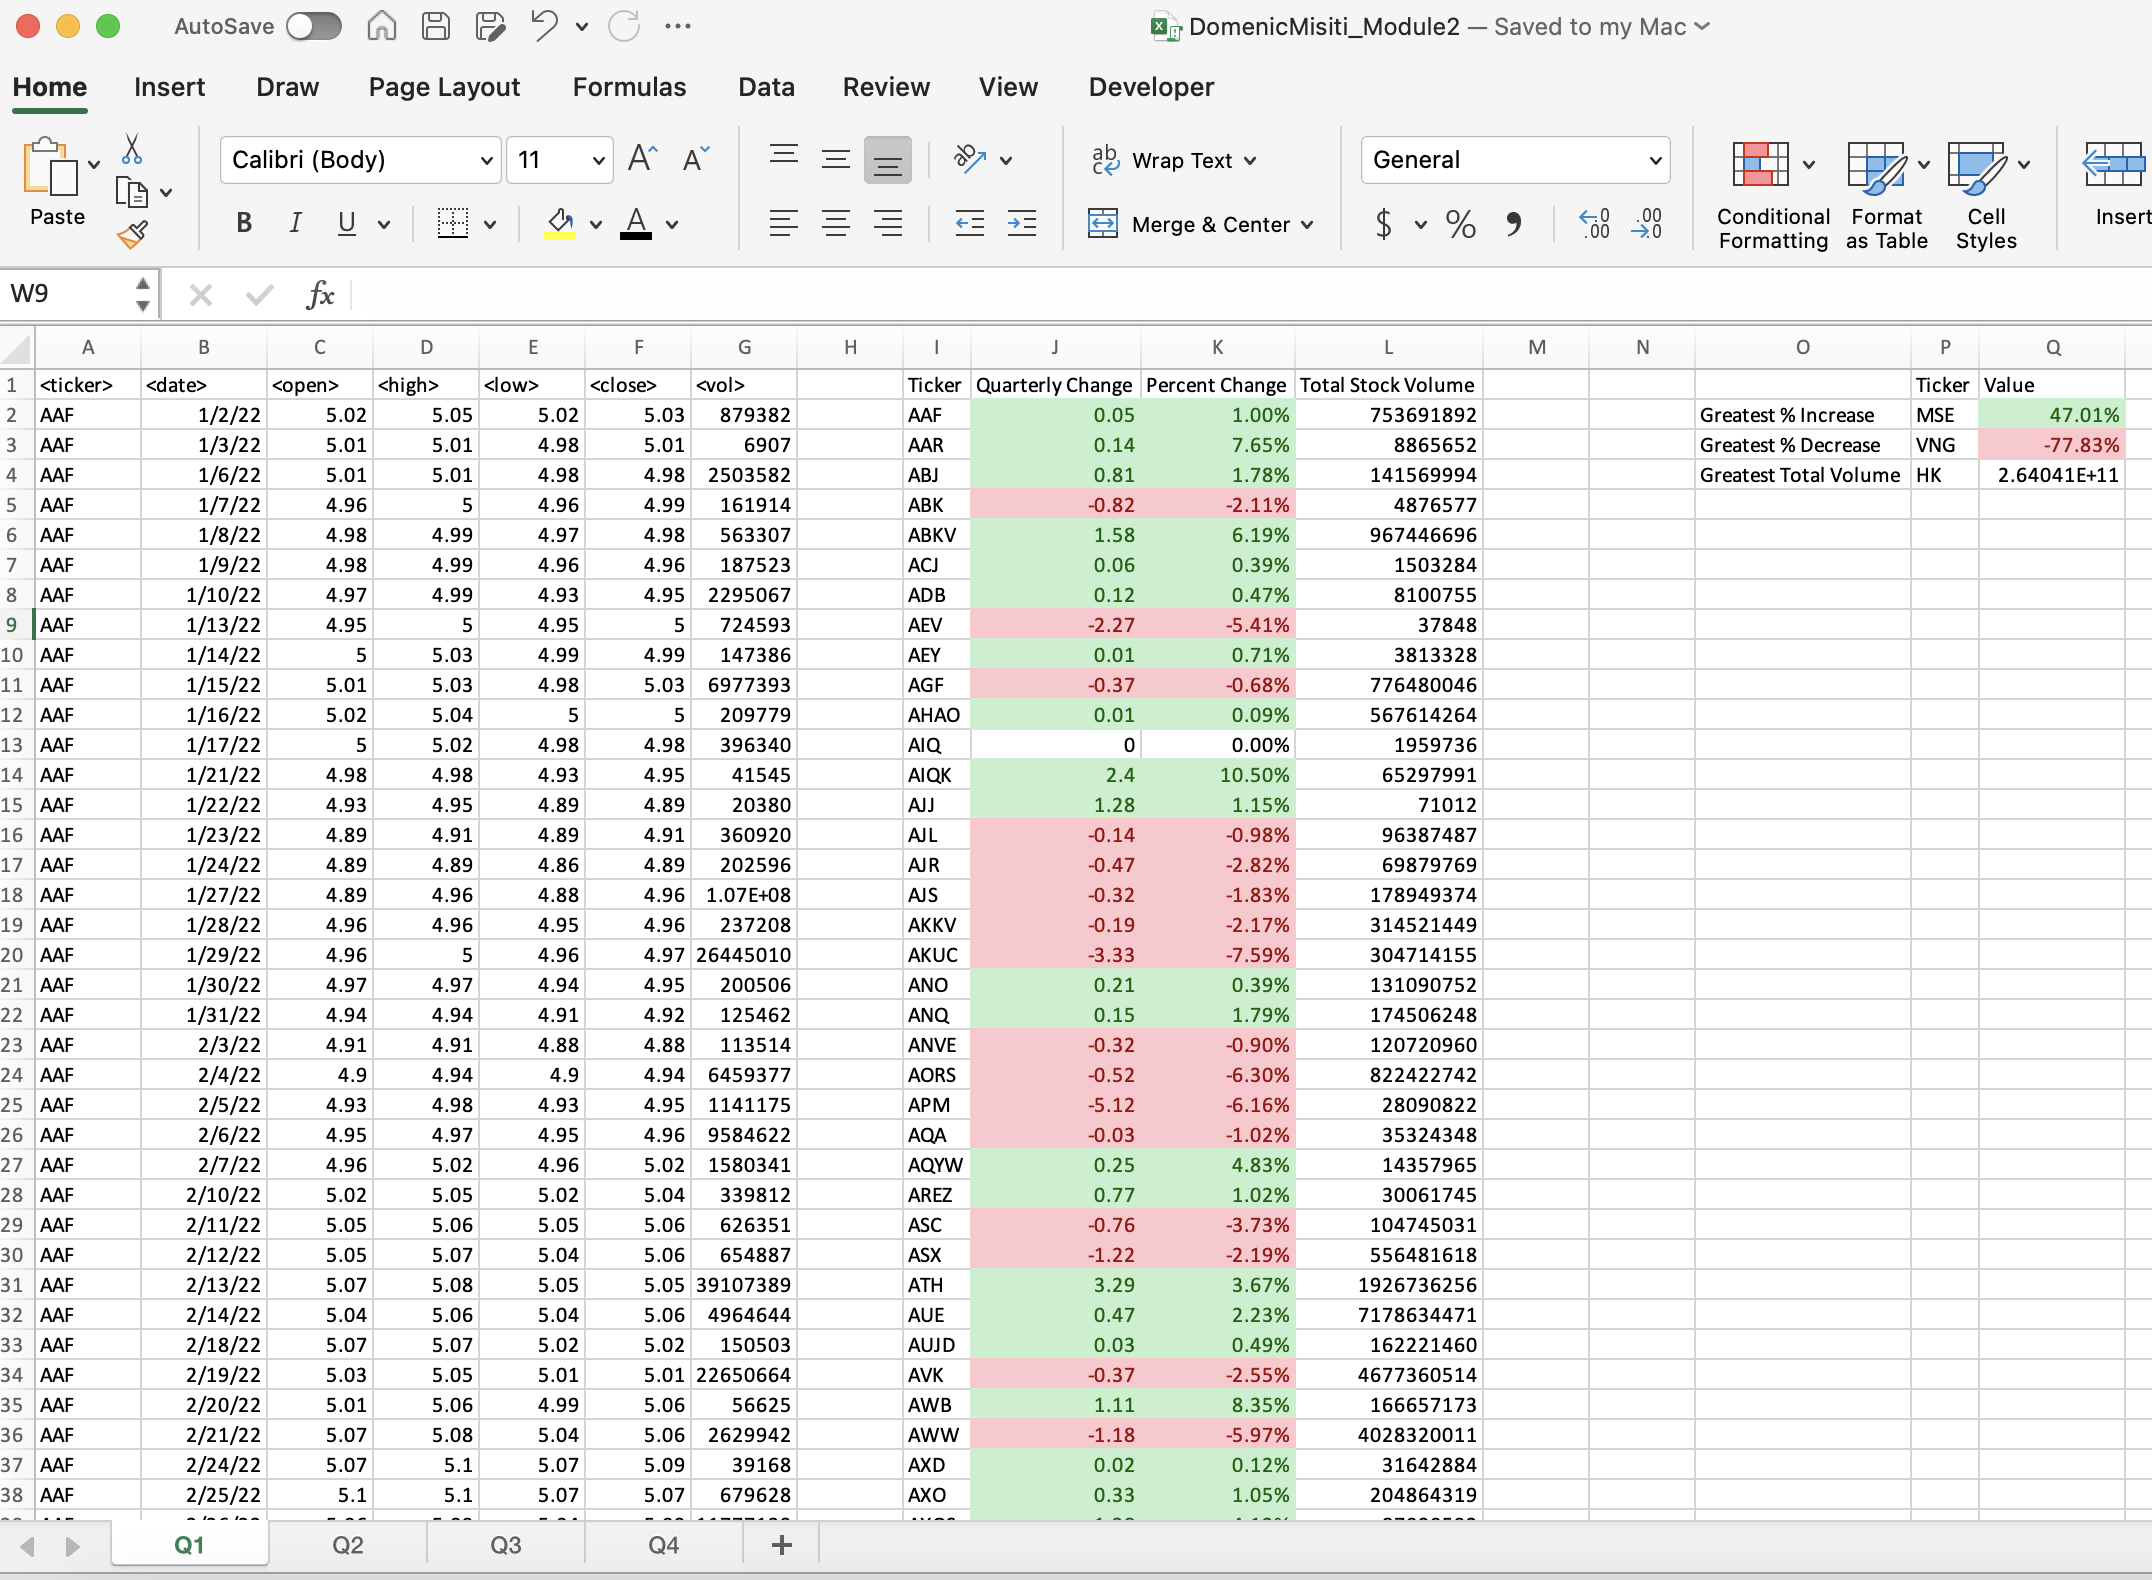 AutoSave DomenicMisiti_Module2 — Saved to my Mac
Home Insert Draw Page Layout Formulas Data Review View Developer
Paste Calibri (Body) 11 Wrap Text General
B I U Merge & Center $ % Conditional Formatting Format as Table Cell Styles Insert
W9 fx
A B C D E F G H I J K L M N O P Q
1 <ticker> <date> <open> <high> <low> <close> <vol> Ticker Quarterly Change Percent Change Total Stock Volume Ticker Value
2 AAF 1/2/22 5.02 5.05 5.02 5.03 879382 AAF 0.05 1.00% 753691892 Greatest % Increase MSE 47.01%
3 AAF 1/3/22 5.01 5.01 4.98 5.01 6907 AAR 0.14 7.65% 8865652 Greatest % Decrease VNG -77.83%
4 AAF 1/6/22 5.01 5.01 4.98 4.98 2503582 ABJ 0.81 1.78% 141569994 Greatest Total Volume HK 2.64041E+11
5 AAF 1/7/22 4.96 5 4.96 4.99 161914 ABK -0.82 -2.11% 4876577
6 AAF 1/8/22 4.98 4.99 4.97 4.98 563307 ABKV 1.58 6.19% 967446696
7 AAF 1/9/22 4.98 4.99 4.96 4.96 187523 ACJ 0.06 0.39% 1503284
8 AAF 1/10/22 4.97 4.99 4.93 4.95 2295067 ADB 0.12 0.47% 8100755
9 AAF 1/13/22 4.95 5 4.95 5 724593 AEV -2.27 -5.41% 37848
10 AAF 1/14/22 5 5.03 4.99 4.99 147386 AEY 0.01 0.71% 3813328
11 AAF 1/15/22 5.01 5.03 4.98 5.03 6977393 AGF -0.37 -0.68% 776480046
12 AAF 1/16/22 5.02 5.04 5 5 209779 AHAO 0.01 0.09% 567614264
13 AAF 1/17/22 5 5.02 4.98 4.98 396340 AIQ 0 0.00% 1959736
14 AAF 1/21/22 4.98 4.98 4.93 4.95 41545 AIQK 2.4 10.50% 65297991
15 AAF 1/22/22 4.93 4.95 4.89 4.89 20380 AJJ 1.28 1.15% 71012
16 AAF 1/23/22 4.89 4.91 4.89 4.91 360920 AJL -0.14 -0.98% 96387487
17 AAF 1/24/22 4.89 4.89 4.86 4.89 202596 AJR -0.47 -2.82% 69879769
18 AAF 1/27/22 4.89 4.96 4.88 4.96 1.07E+08 AJS -0.32 -1.83% 178949374
19 AAF 1/28/22 4.96 4.96 4.95 4.96 237208 AKKV -0.19 -2.17% 314521449
20 AAF 1/29/22 4.96 5 4.96 4.97 26445010 AKUC -3.33 -7.59% 304714155
21 AAF 1/30/22 4.97 4.97 4.94 4.95 200506 ANO 0.21 0.39% 131090752
22 AAF 1/31/22 4.94 4.94 4.91 4.92 125462 ANQ 0.15 1.79% 174506248
23 AAF 2/3/22 4.91 4.91 4.88 4.88 113514 ANVE -0.32 -0.90% 120720960
24 AAF 2/4/22 4.9 4.94 4.9 4.94 6459377 AORS -0.52 -6.30% 822422742
25 AAF 2/5/22 4.93 4.98 4.93 4.95 1141175 APM -5.12 -6.16% 28090822
26 AAF 2/6/22 4.95 4.97 4.95 4.96 9584622 AQA -0.03 -1.02% 35324348
27 AAF 2/7/22 4.96 5.02 4.96 5.02 1580341 AQYW 0.25 4.83% 14357965
28 AAF 2/10/22 5.02 5.05 5.02 5.04 339812 AREZ 0.77 1.02% 30061745
29 AAF 2/11/22 5.05 5.06 5.05 5.06 626351 ASC -0.76 -3.73% 104745031
30 AAF 2/12/22 5.05 5.07 5.04 5.06 654887 ASX -1.22 -2.19% 556481618
31 AAF 2/13/22 5.07 5.08 5.05 5.05 39107389 ATH 3.29 3.67% 1926736256
32 AAF 2/14/22 5.04 5.06 5.04 5.06 4964644 AUE 0.47 2.23% 7178634471
33 AAF 2/18/22 5.07 5.07 5.02 5.02 150503 AUJD 0.03 0.49% 162221460
34 AAF 2/19/22 5.03 5.05 5.01 5.01 22650664 AVK -0.37 -2.55% 4677360514
35 AAF 2/20/22 5.01 5.06 4.99 5.06 56625 AWB 1.11 8.35% 166657173
36 AAF 2/21/22 5.07 5.08 5.04 5.06 2629942 AWW -1.18 -5.97% 4028320011
37 AAF 2/24/22 5.07 5.1 5.07 5.09 39168 AXD 0.02 0.12% 31642884
38 AAF 2/25/22 5.1 5.1 5.07 5.07 679628 AXO 0.33 1.05% 204864319
Q1 Q2 Q3 Q4 +